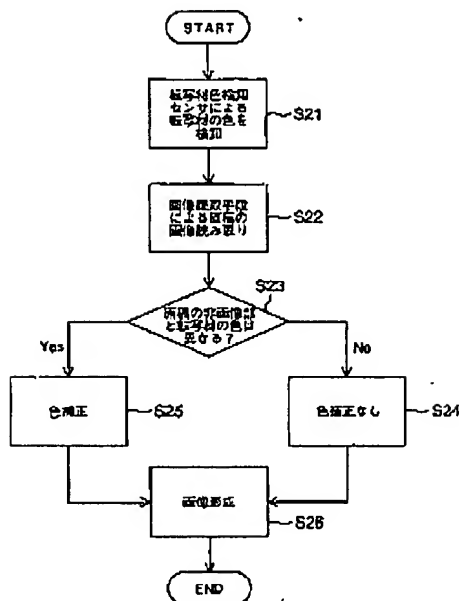 START
転写材色検知
センサによる
転写材の色を
検知
S21
画像読取手段
による原稿の
画像読み取り
S22
S23
原稿の非画像部
と転写材の色は
異なる？
Yes
No
色補正
S25
色補正なし
S24
画像形成
S26
END